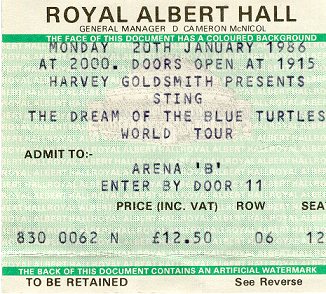 ROYAL ALBERT HALL
GENERAL MANAGER D CAMERON McNICOL
THE FACE OF THIS DOCUMENT HAS A COLOURED BACKGROUND
MONDAY 20TH JANUARY 1986
AT 2000. DOORS OPEN AT 1915
HARVEY GOLDSMITH PRESENTS
STING
THE DREAM OF THE BLUE TURTLES
WORLD TOUR
ADMIT TO:-
ARENA 'B'
ENTER BY DOOR 11
PRICE (INC. VAT) ROW SEA
830 0062 N £12.50 06 12
THE BACK OF THIS DOCUMENT CONTAINS AN ARTIFICIAL WATERMARK
TO BE RETAINED See Reverse